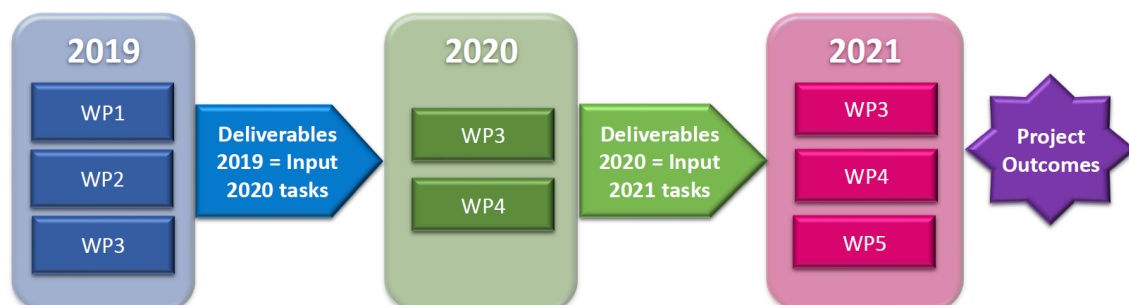 2019
WP1
WP2
WP3
Deliverables
2019 = Input
2020 tasks
2020
WP3
WP4
Deliverables
2020 = Input
2021 tasks
2021
WP3
WP4
WP5
Project
Outcomes